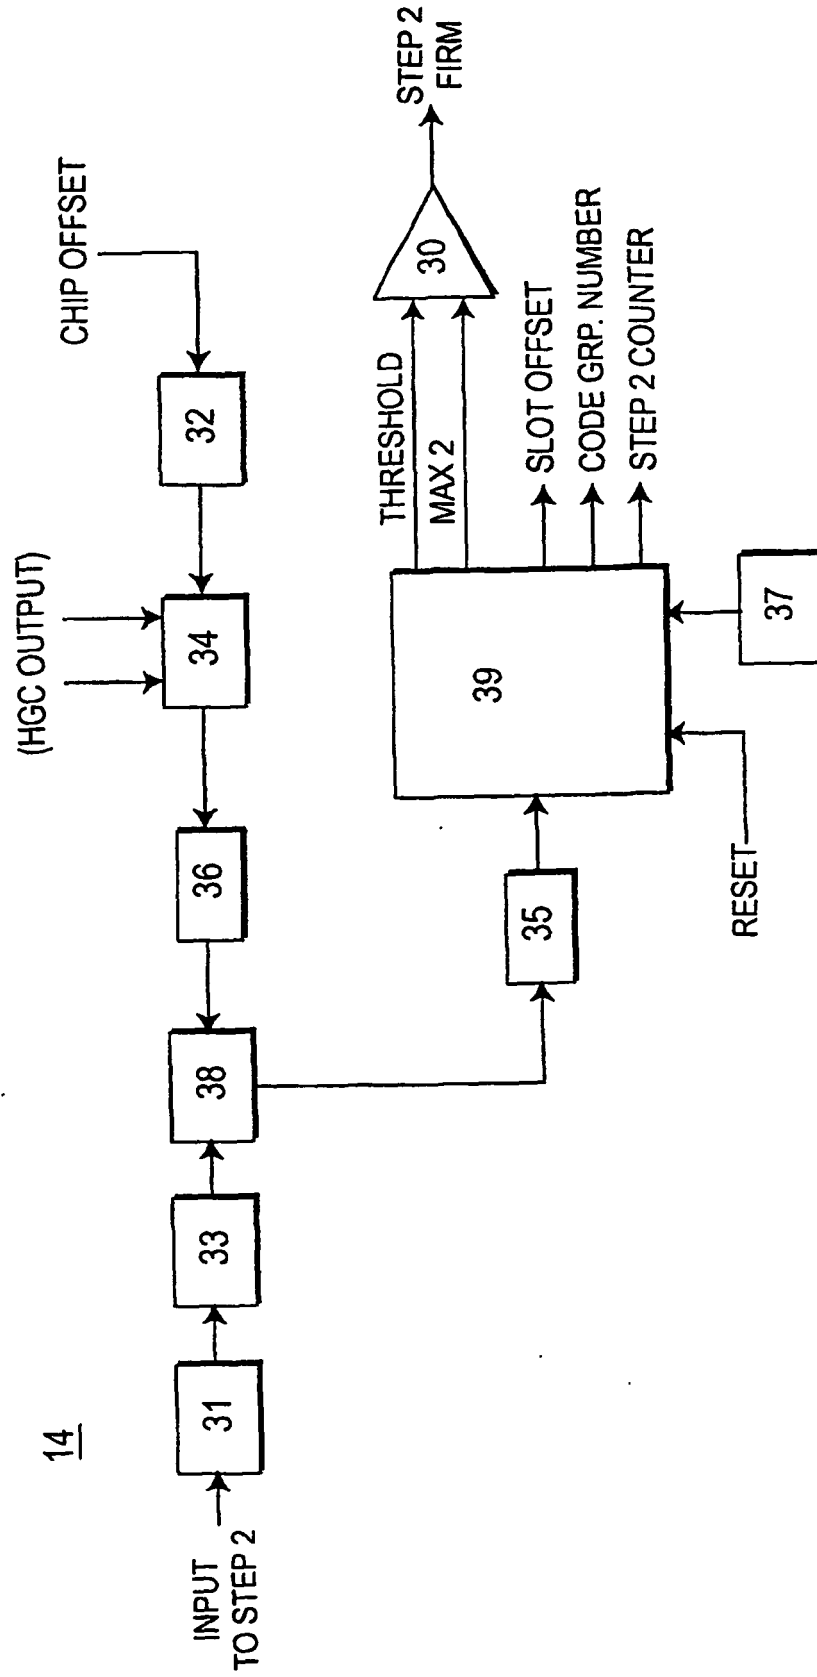 14
INPUT
TO STEP 2
31
33
38
36
(HGC OUTPUT)
34
32
CHIP OFFSET
35
39
RESET
37
THRESHOLD
MAX 2
30
STEP 2
FIRM
SLOT OFFSET
CODE GRP. NUMBER
STEP 2 COUNTER